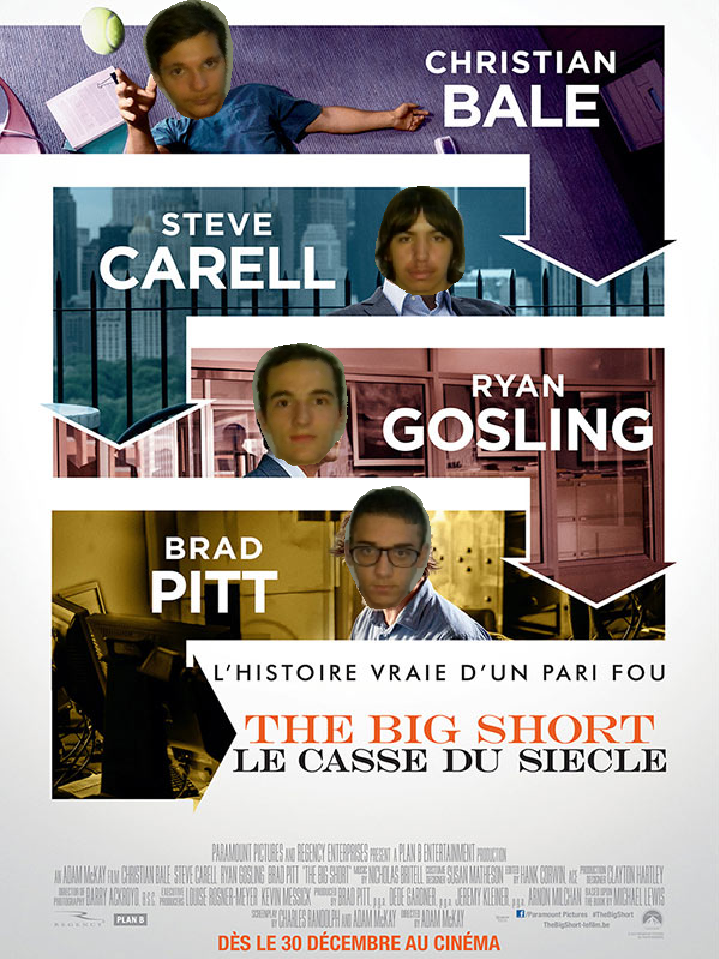 CHRISTIAN
BALE
STEVE
CARELL
RYAN
GOSLING
BRAD
PITT
L'HISTOIRE VRAIE D'UN PARI FOU
THE BIG SHORT
LE CASSE DU SIECLE
PARAMOUNT PICTURES AND REGENCY ENTERPRISES PRESENT A PLAN B ENTERTAINMENT PRODUCTION
AN ADAM McKAY FILM CHRISTIAN BALE STEVE CARELL RYAN GOSLING BRAD PITT "THE BIG SHORT" MUSIC BY NICHOLAS BRITELL COSTUME DESIGNER SUSAN MATHESON EDITED HANK CORWIN, ACE PRODUCTION DESIGNER CLAYTON HARTLEY
DIRECTOR OF PHOTOGRAPHY BARRY ACKROYD, B.S.C. EXECUTIVE PRODUCERS LOUISE ROSNER-MEYER KEVIN MESSICK PRODUCED BY BRAD PITT, p.g.a. DEDE GARDNER, p.g.a. JEREMY KLEINER, p.g.a. ARNON MILCHAN BASED UPON THE BOOK BY MICHAEL LEWIS
REGENCY PLAN B SCREENPLAY BY CHARLES RANDOLPH AND ADAM McKAY DIRECTED BY ADAM McKAY f/Paramount Pictures #TheBigShort
TheBigShort-lefilm.be
DÈS LE 30 DÉCEMBRE AU CINÉMA